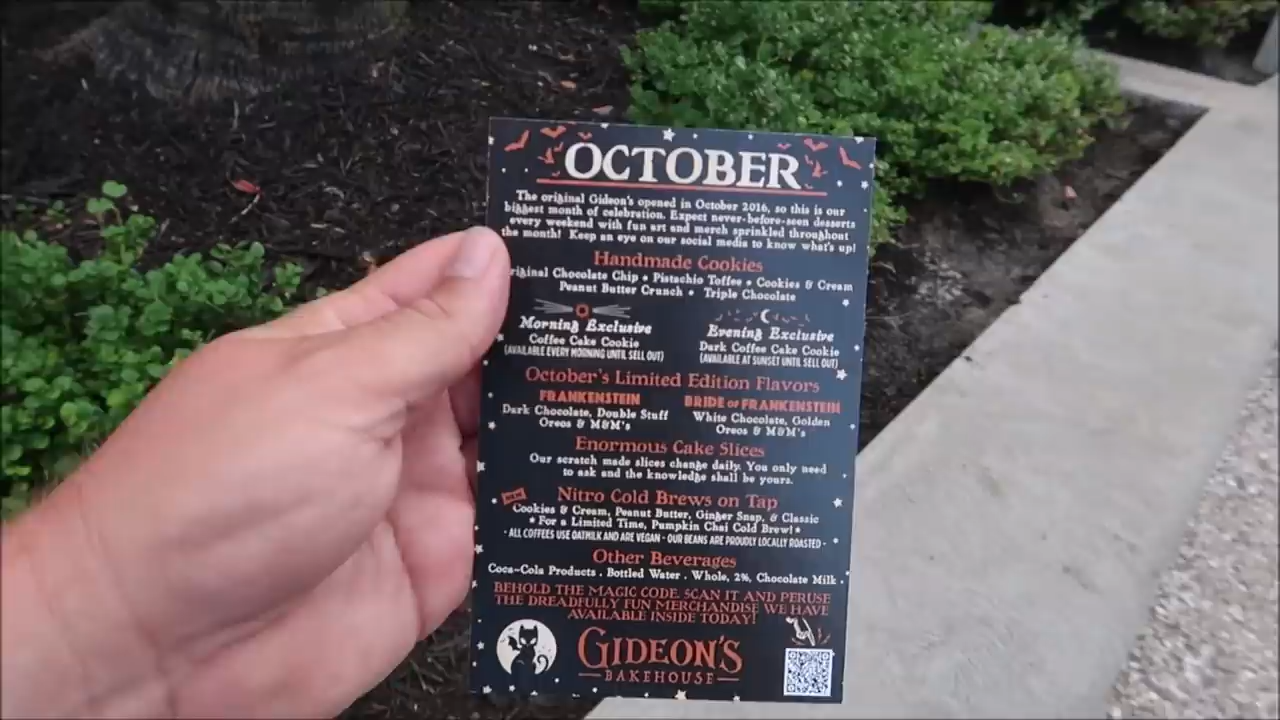 OCTOBER
The original Gideon's opened in October 2016, so this is our
biggest month of celebration. Expect never-before-seen desserts
every weekend with fun art and merch sprinkled throughout
the month! Keep an eye on our social media to know what's up!
Handmade Cookies
riginal Chocolate Chip • Pistachio Toffee • Cookies & Cream
Peanut Butter Crunch • Triple Chocolate
Morning Exclusive
Coffee Cake Cookie
(AVAILABLE EVERY MORNING UNTIL SELL OUT)
Evening Exclusive
Dark Coffee Cake Cookie
(AVAILABLE AT SUNSET UNTIL SELL OUT)
October's Limited Edition Flavors
FRANKENSTEIN
Dark Chocolate, Double Stuff
Oreos & M&M's
BRIDE OF FRANKENSTEIN
White Chocolate, Golden
Oreos & M&M's
Enormous Cake Slices
Our scratch made slices change daily. You only need
to ask and the knowledge shall be yours.
NEW
Nitro Cold Brews on Tap
Cookies & Cream, Peanut Butter, Ginger Snap, & Classic
* For a Limited Time, Pumpkin Chai Cold Brew! *
- ALL COFFEES USE OATMILK AND ARE VEGAN - OUR BEANS ARE PROUDLY LOCALLY ROASTED -
Other Beverages
Coca-Cola Products . Bottled Water . Whole, 2%, Chocolate Milk .
BEHOLD THE MAGIC CODE. SCAN IT AND PERUSE
THE DREADFULLY FUN MERCHANDISE WE HAVE
AVAILABLE INSIDE TODAY!
GIDEON'S
BAKEHOUSE